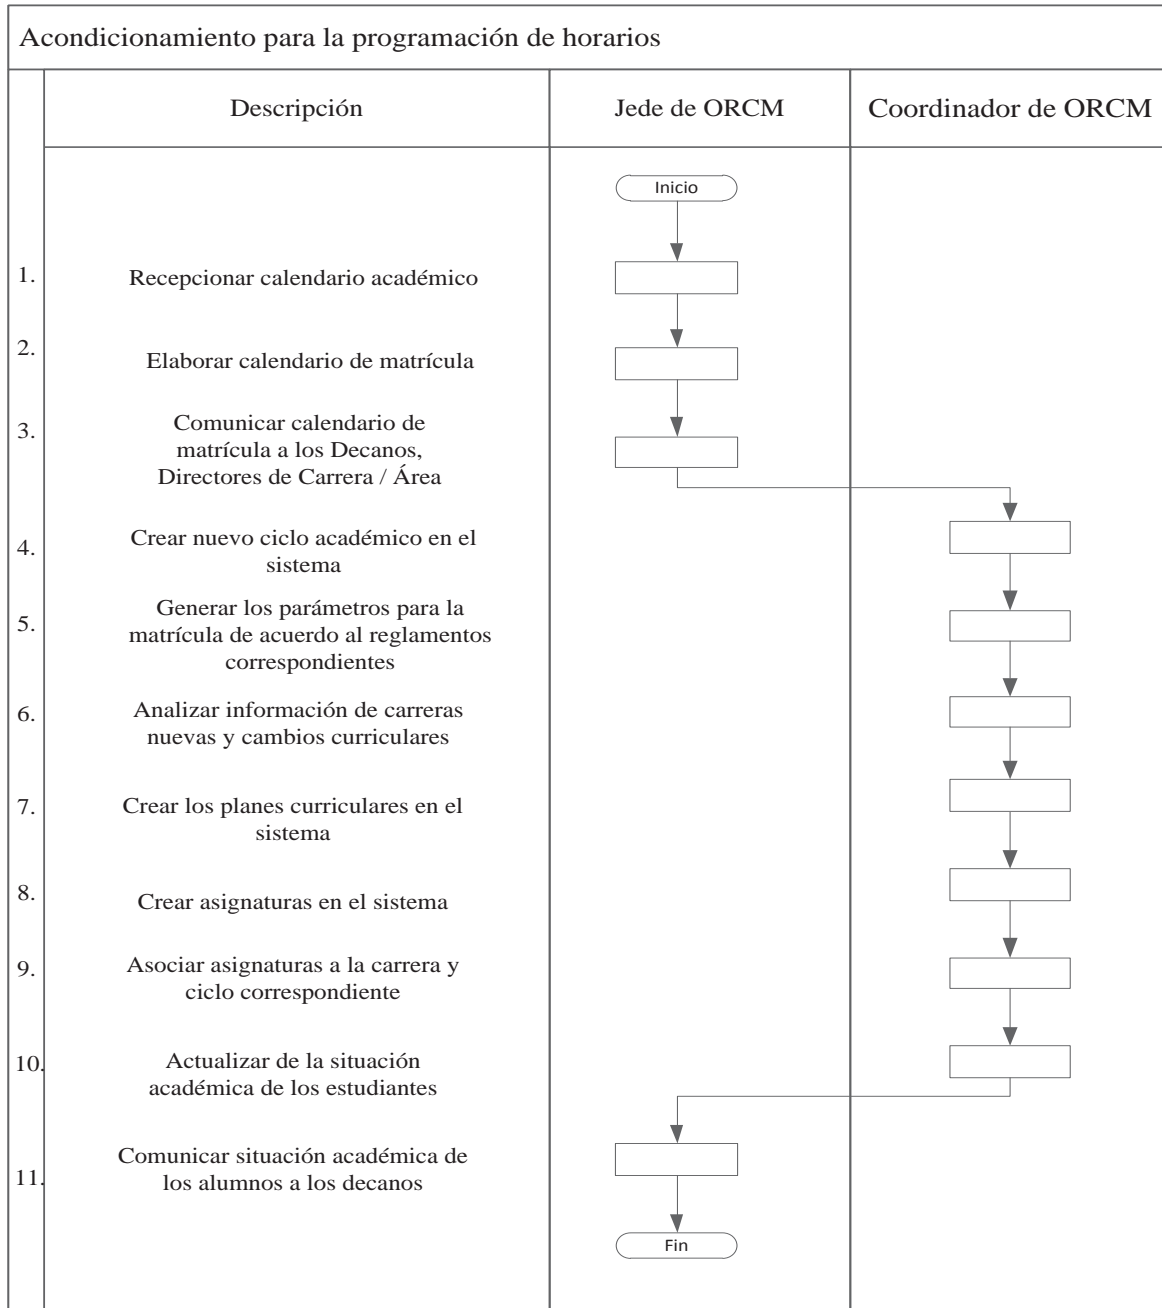 Acondicionamiento para la programación de horarios
Descripción
Jede de ORCM
Coordinador de ORCM
Inicio
1.
Recepcionar calendario académico
2.
Elaborar calendario de matrícula
3.
Comunicar calendario de
matrícula a los Decanos,
Directores de Carrera / Área
4.
Crear nuevo ciclo académico en el
sistema
5.
Generar los parámetros para la
matrícula de acuerdo al reglamentos
correspondientes
6.
Analizar información de carreras
nuevas y cambios curriculares
7.
Crear los planes curriculares en el
sistema
8.
Crear asignaturas en el sistema
9.
Asociar asignaturas a la carrera y
ciclo correspondiente
10.
Actualizar de la situación
académica de los estudiantes
11.
Comunicar situación académica de
los alumnos a los decanos
Fin